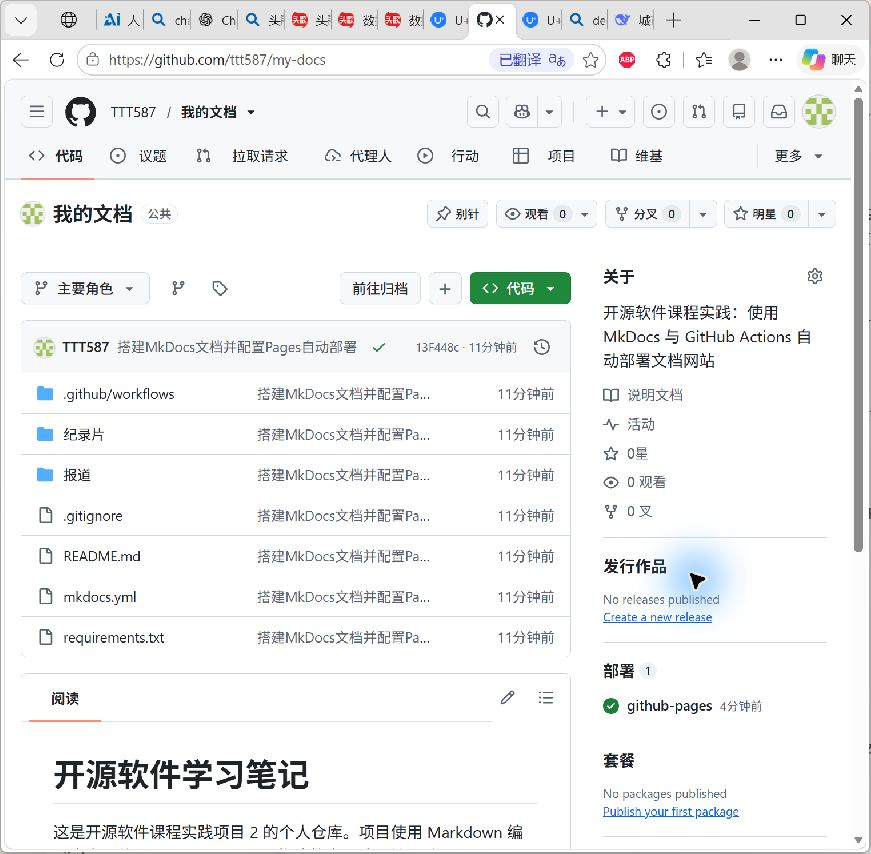 Ai 人
cha
Ch
头
头歌 头
头歌 数
头歌 数
U+
U+
de
城
https://github.com/ttt587/my-docs
已翻译
ABP
聊天
TTT587 / 我的文档
代码 议题 拉取请求 代理人 行动 项目 维基 更多
我的文档 公共
别针 观看 0 分叉 0 明星 0
主要角色
前往归档
代码
TTT587 搭建MkDocs文档并配置Pages自动部署 13F448c · 11分钟前
.github/workflows 搭建MkDocs文档并配置Pa... 11分钟前
纪录片 搭建MkDocs文档并配置Pa... 11分钟前
报道 搭建MkDocs文档并配置Pa... 11分钟前
.gitignore 搭建MkDocs文档并配置Pa... 11分钟前
README.md 搭建MkDocs文档并配置Pa... 11分钟前
mkdocs.yml 搭建MkDocs文档并配置Pa... 11分钟前
requirements.txt 搭建MkDocs文档并配置Pa... 11分钟前
阅读
开源软件学习笔记
这是开源软件课程实践项目 2 的个人仓库。项目使用 Markdown 编
关于
开源软件课程实践：使用
MkDocs 与 GitHub Actions 自
动部署文档网站
说明文档
活动
0星
0 观看
0 叉
发行作品
No releases published
Create a new release
部署 1
github-pages 4分钟前
套餐
No packages published
Publish your first package